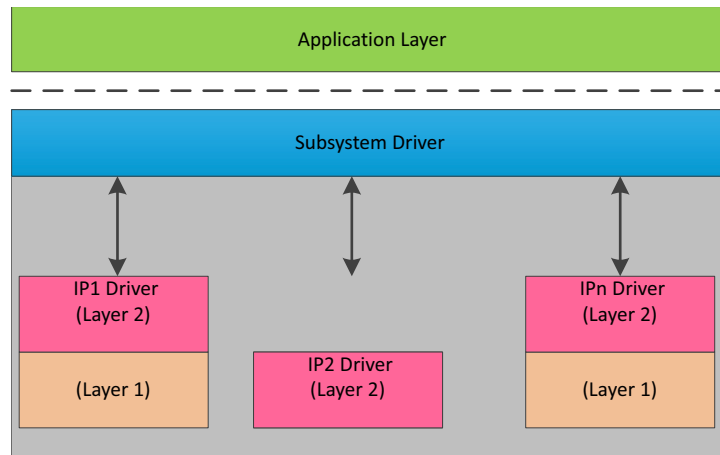 Application Layer
Subsystem Driver
IP1 Driver
(Layer 2)
(Layer 1)
IP2 Driver
(Layer 2)
IPn Driver
(Layer 2)
(Layer 1)